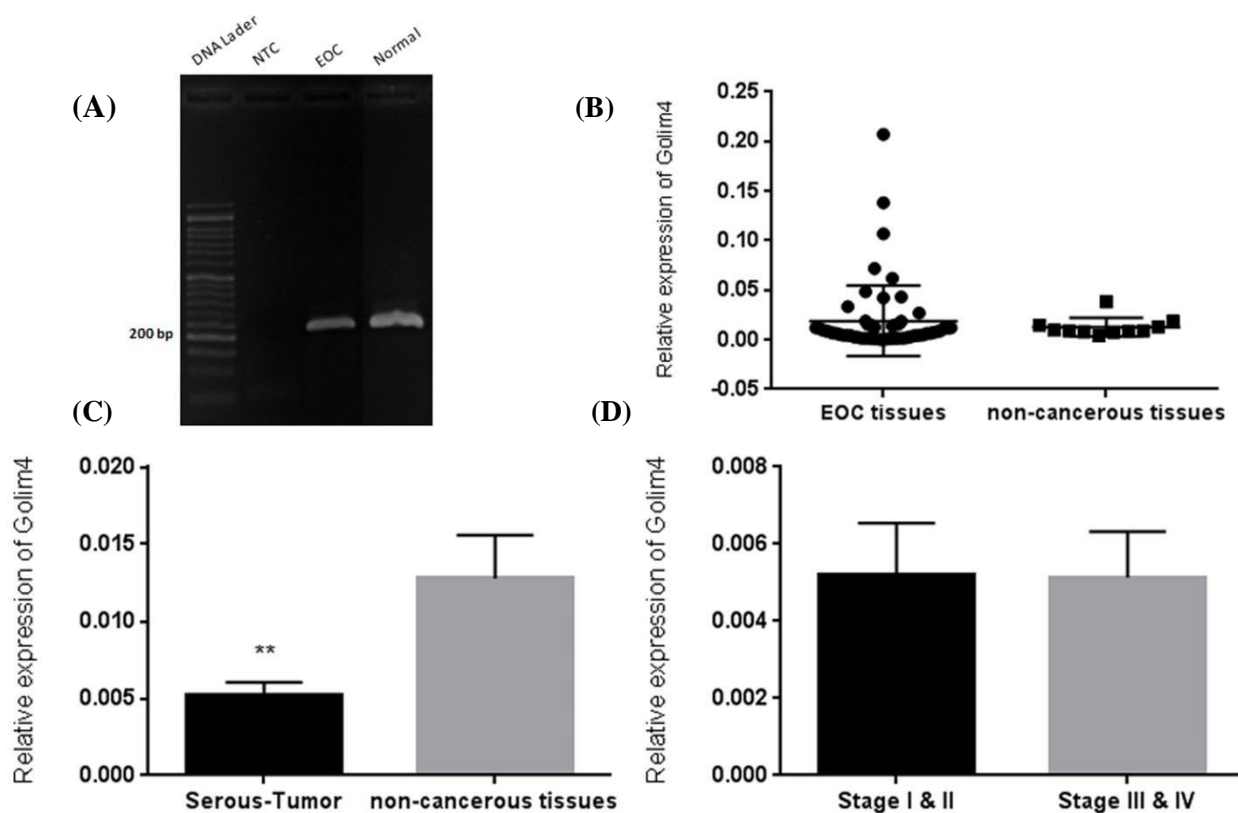 DNA Lader
NTC
EOC
Normal
(A)
200 bp
(B)
Relative expression of Golim4
0.25
0.20
0.15
0.10
0.05
0.00
-0.05
EOC tissues
non-cancerous tissues
(C)
Relative expression of Golim4
0.020
0.015
0.010
0.005
0.000
**
Serous-Tumor
non-cancerous tissues
(D)
Relative expression of Golim4
0.008
0.006
0.004
0.002
0.000
Stage I & II
Stage III & IV